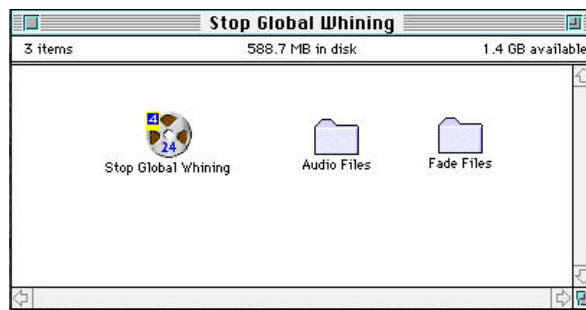 Stop Global Whining
3 items 588.7 MB in disk 1.4 GB available
4
24
Stop Global Whining Audio Files Fade Files